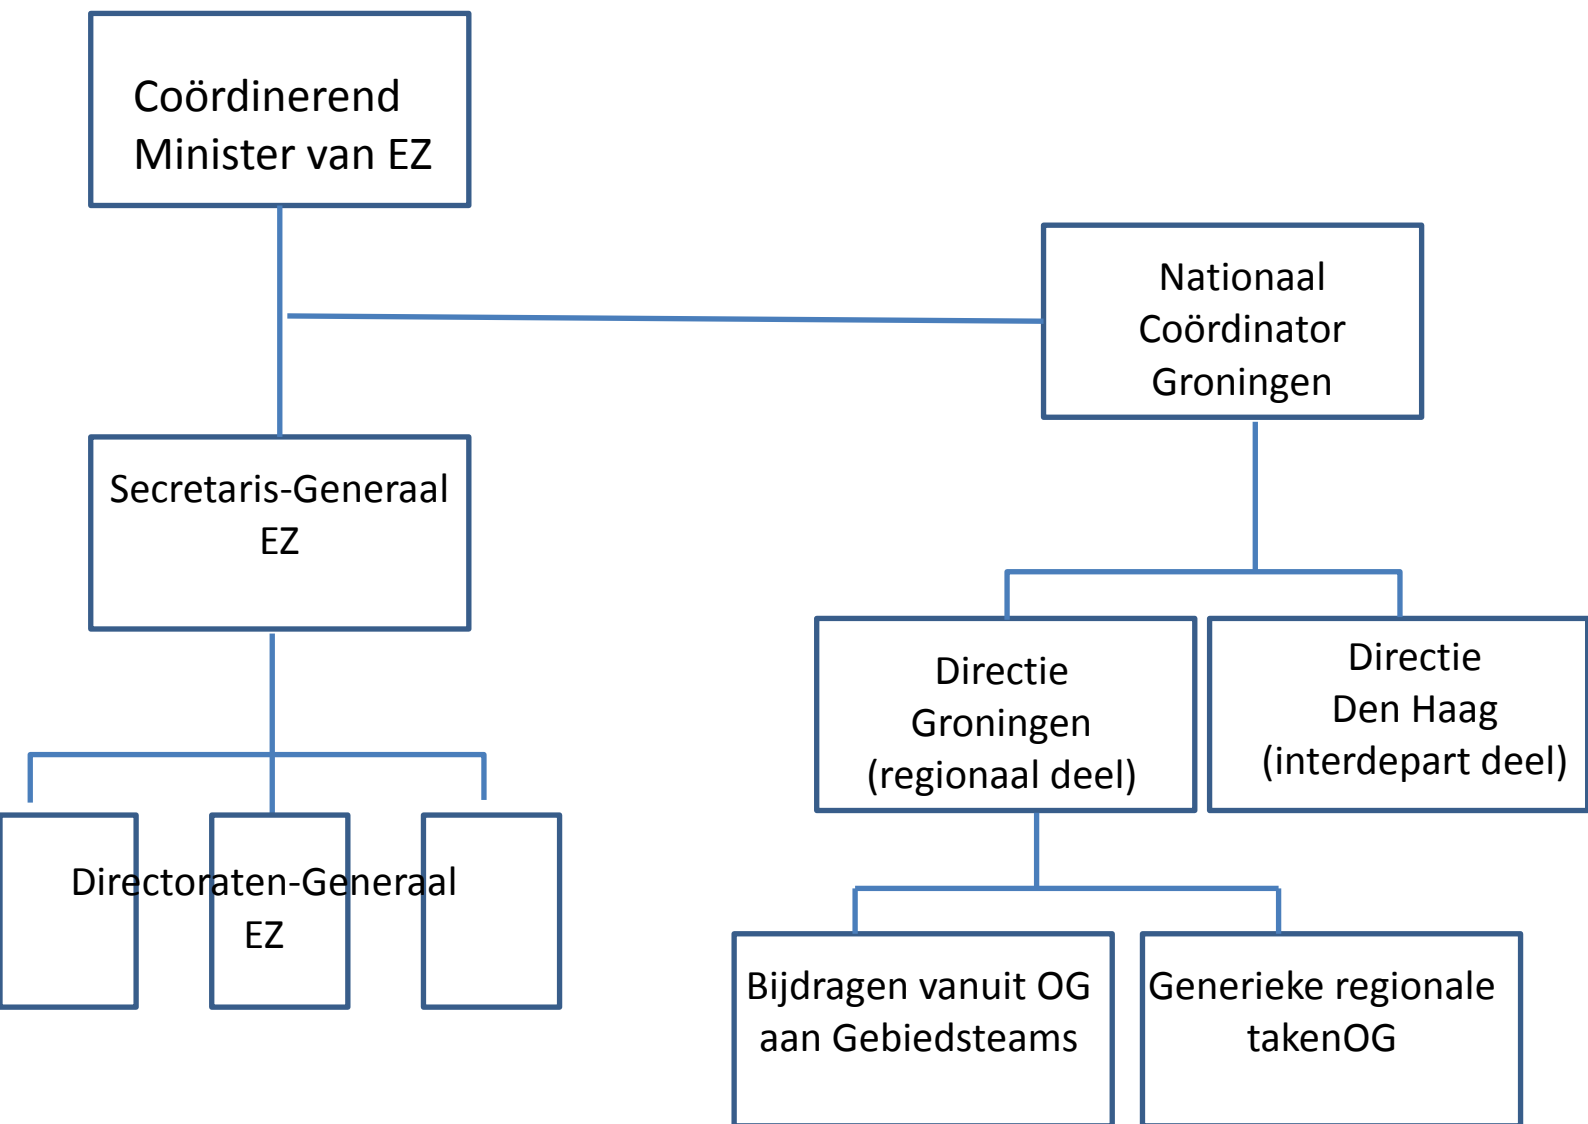 Coördinerend
Minister van EZ
Nationaal
Coördinator
Groningen
Secretaris-Generaal
EZ
Directie
Groningen
(regionaal deel)
Directie
Den Haag
(interdepart deel)
Directoraten-Generaal
EZ
Bijdragen vanuit OG
aan Gebiedsteams
Generieke regionale
takenOG